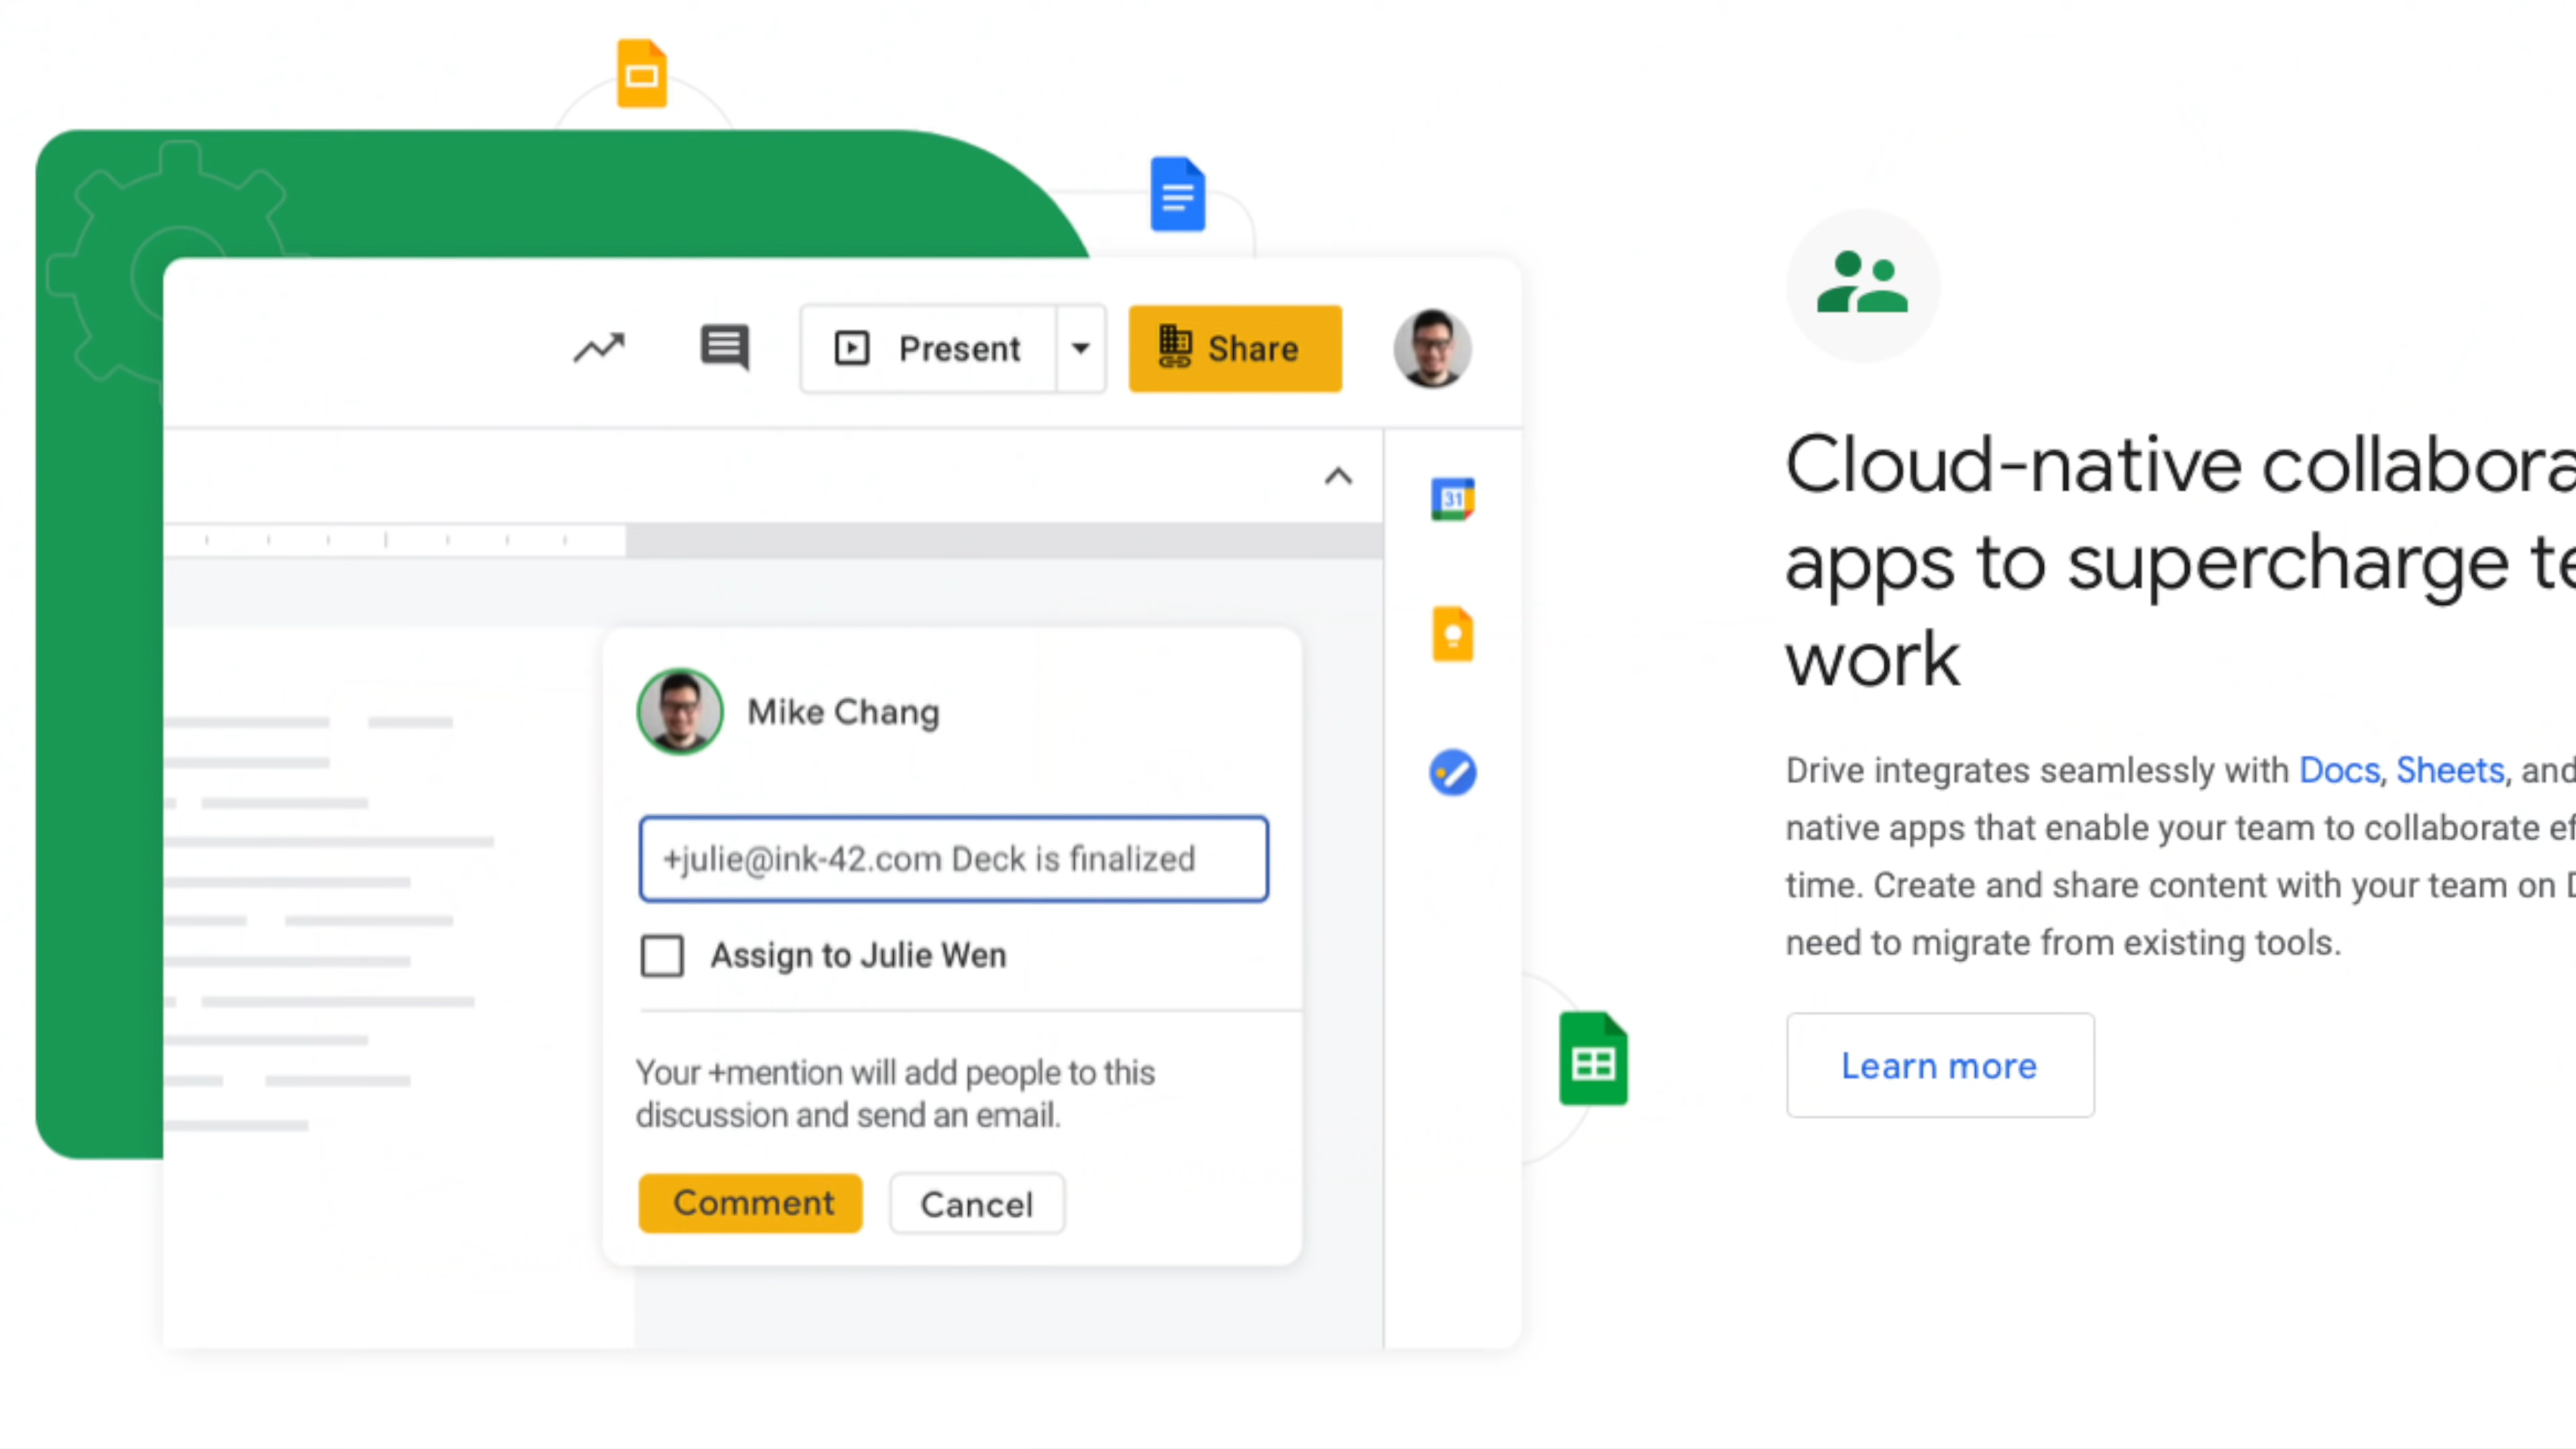 Present
Share
31
Mike Chang
+julie@ink-42.com Deck is finalized
Assign to Julie Wen
Your +mention will add people to this
discussion and send an email.
Comment
Cancel
Cloud-native collabora
apps to supercharge te
work
Drive integrates seamlessly with Docs, Sheets, and
native apps that enable your team to collaborate ef
time. Create and share content with your team on D
need to migrate from existing tools.
Learn more